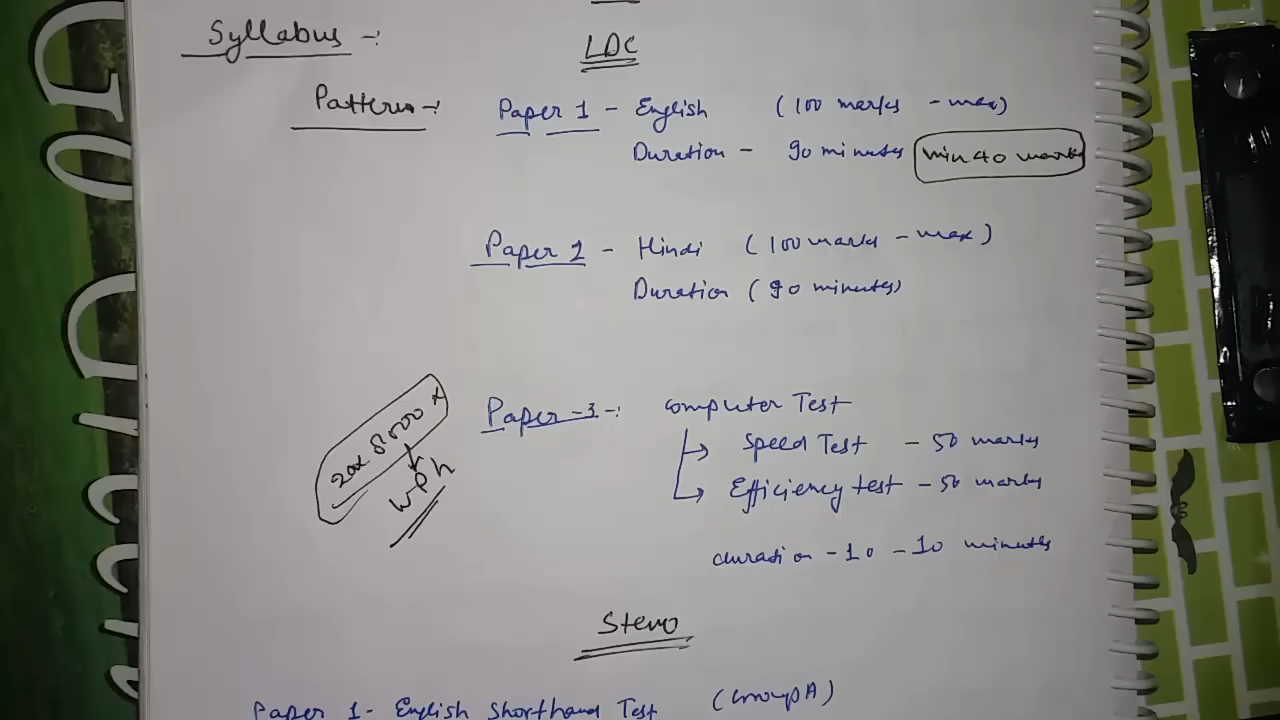 Syllabus -:
LDC
Pattern -:
Paper 1 - English (100 marks - max)
Duration - 90 minutes min 40 marks
Paper 2 - Hindi (100 marks - max)
Duration (90 minutes)
Paper -3 -: Computer Test
Speed Test - 50 marks
Efficiency test - 50 marks
duration - 10 - 10 minutes
wph
Steno
Paper 1 - English Shorthand Test (Group A)